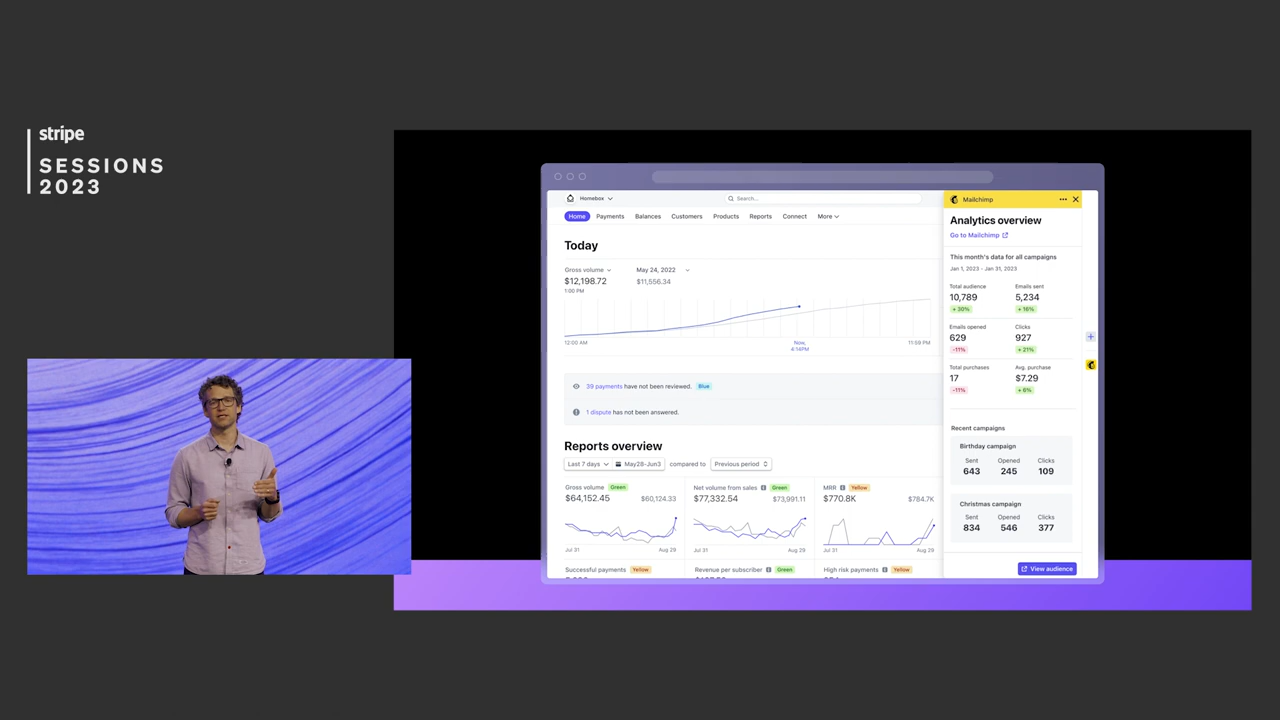 stripe
SESSIONS
2023
Homebox
Search...
Home Payments Balances Customers Products Reports Connect More
Today
Gross volume May 24, 2022
$12,198.72 $11,556.34
1:00 PM
12:00 AM Now, 4:14PM 11:59 PM
39 payments have not been reviewed. Blue
1 dispute has not been answered.
Reports overview
Last 7 days May28-Jun3 compared to Previous period
Gross volume Green
$64,152.45 $60,124.33
Jul 31 Aug 29
Net volume from sales Green
$77,332.54 $73,991.11
Jul 31 Aug 29
MRR Yellow
$770.8K $784.7K
Jul 31 Aug 29
Successful payments Yellow
Revenue per subscriber Green
High risk payments Yellow
Mailchimp
Analytics overview
Go to Mailchimp
This month's data for all campaigns
Jan 1, 2023 - Jan 31, 2023
Total audience Emails sent
10,789 5,234
+ 30% + 16%
Emails opened Clicks
629 927
-11% + 21%
Total purchases Avg. purchase
17 $7.29
-11% + 6%
Recent campaigns
Birthday campaign
Sent Opened Clicks
643 245 109
Christmas campaign
Sent Opened Clicks
834 546 377
View audience